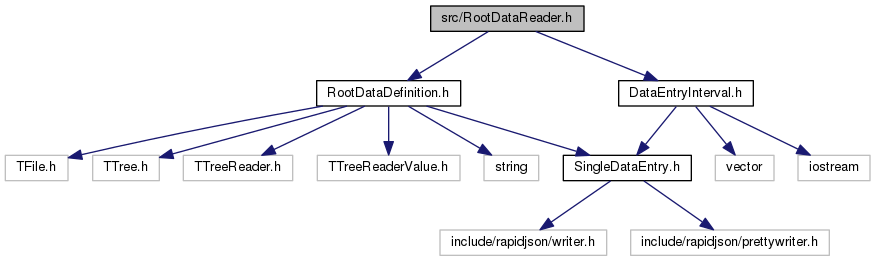 src/RootDataReader.h
RootDataDefinition.h
DataEntryInterval.h
TFile.h
TTree.h
TTreeReader.h
TTreeReaderValue.h
string
SingleDataEntry.h
vector
iostream
include/rapidjson/writer.h
include/rapidjson/prettywriter.h